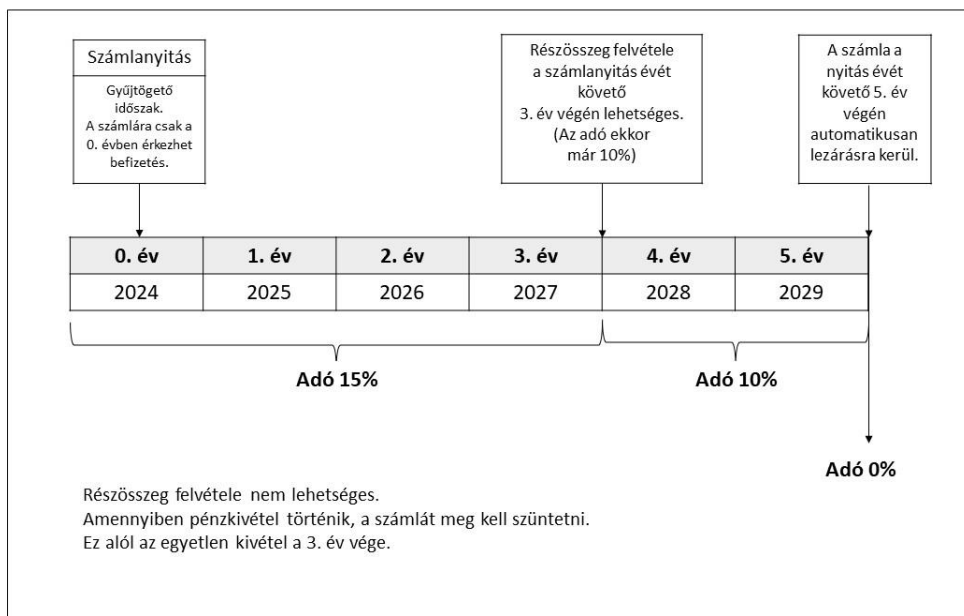 Számlanyitás
Gyűjtögető
időszak.
A számlára csak a
0. évben érkezhet
befizetés.
Részösszeg felvétele
a számlanyitás évét
követő
3. év végén lehetséges.
(Az adó ekkor
már 10%)
A számla a
nyitás évét
követő 5. év
végén
automatikusan
lezárásra kerül.
0. év 1. év 2. év 3. év 4. év 5. év
2024 2025 2026 2027 2028 2029
Adó 15% Adó 10%
Adó 0%
Részösszeg felvétele nem lehetséges.
Amennyiben pénzkivétel történik, a számlát meg kell szüntetni.
Ez alól az egyetlen kivétel a 3. év vége.